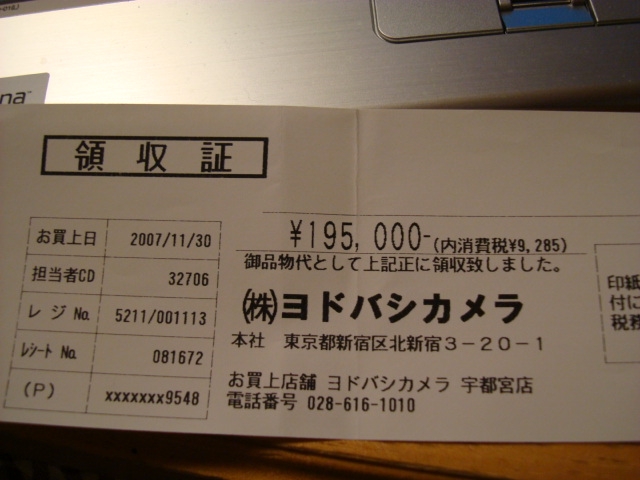 na™
領収証
お買上日 2007/11/30
担当者CD 32706
レジNo. 5211/001113
ﾚｼｰﾄ No. 081672
(P) xxxxxxx9548
¥195,000-(内消費税¥9,285)
御品物代として上記正に領収致しました。
㈱ヨドバシカメラ
本社 東京都新宿区北新宿3-20-1
お買上店舗 ヨドバシカメラ 宇都宮店
電話番号 028-616-1010
印紙
付に
税務